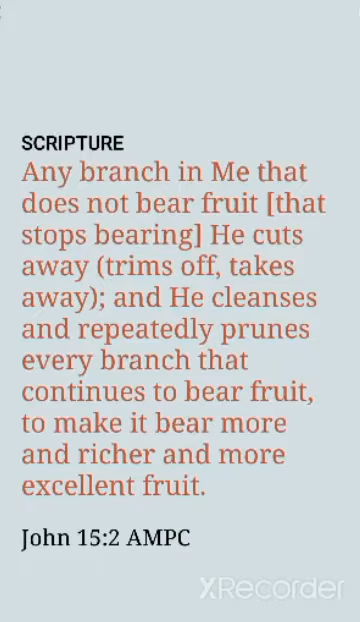 SCRIPTURE
Any branch in Me that
does not bear fruit [that
stops bearing] He cuts
away (trims off, takes
away); and He cleanses
and repeatedly prunes
every branch that
continues to bear fruit,
to make it bear more
and richer and more
excellent fruit.
John 15:2 AMPC
XRecorder